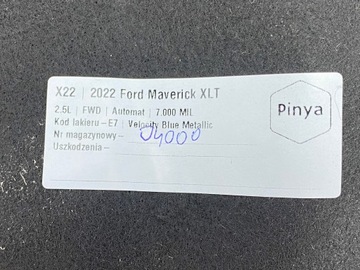 X22 | 2022 Ford Maverick XLT
2,5L | FWD | Automat | 7.000 MIL
Kod lakieru – E7 | Velocity Blue Metallic
Nr magazynowy –
Uszkodzenia –
Pinya